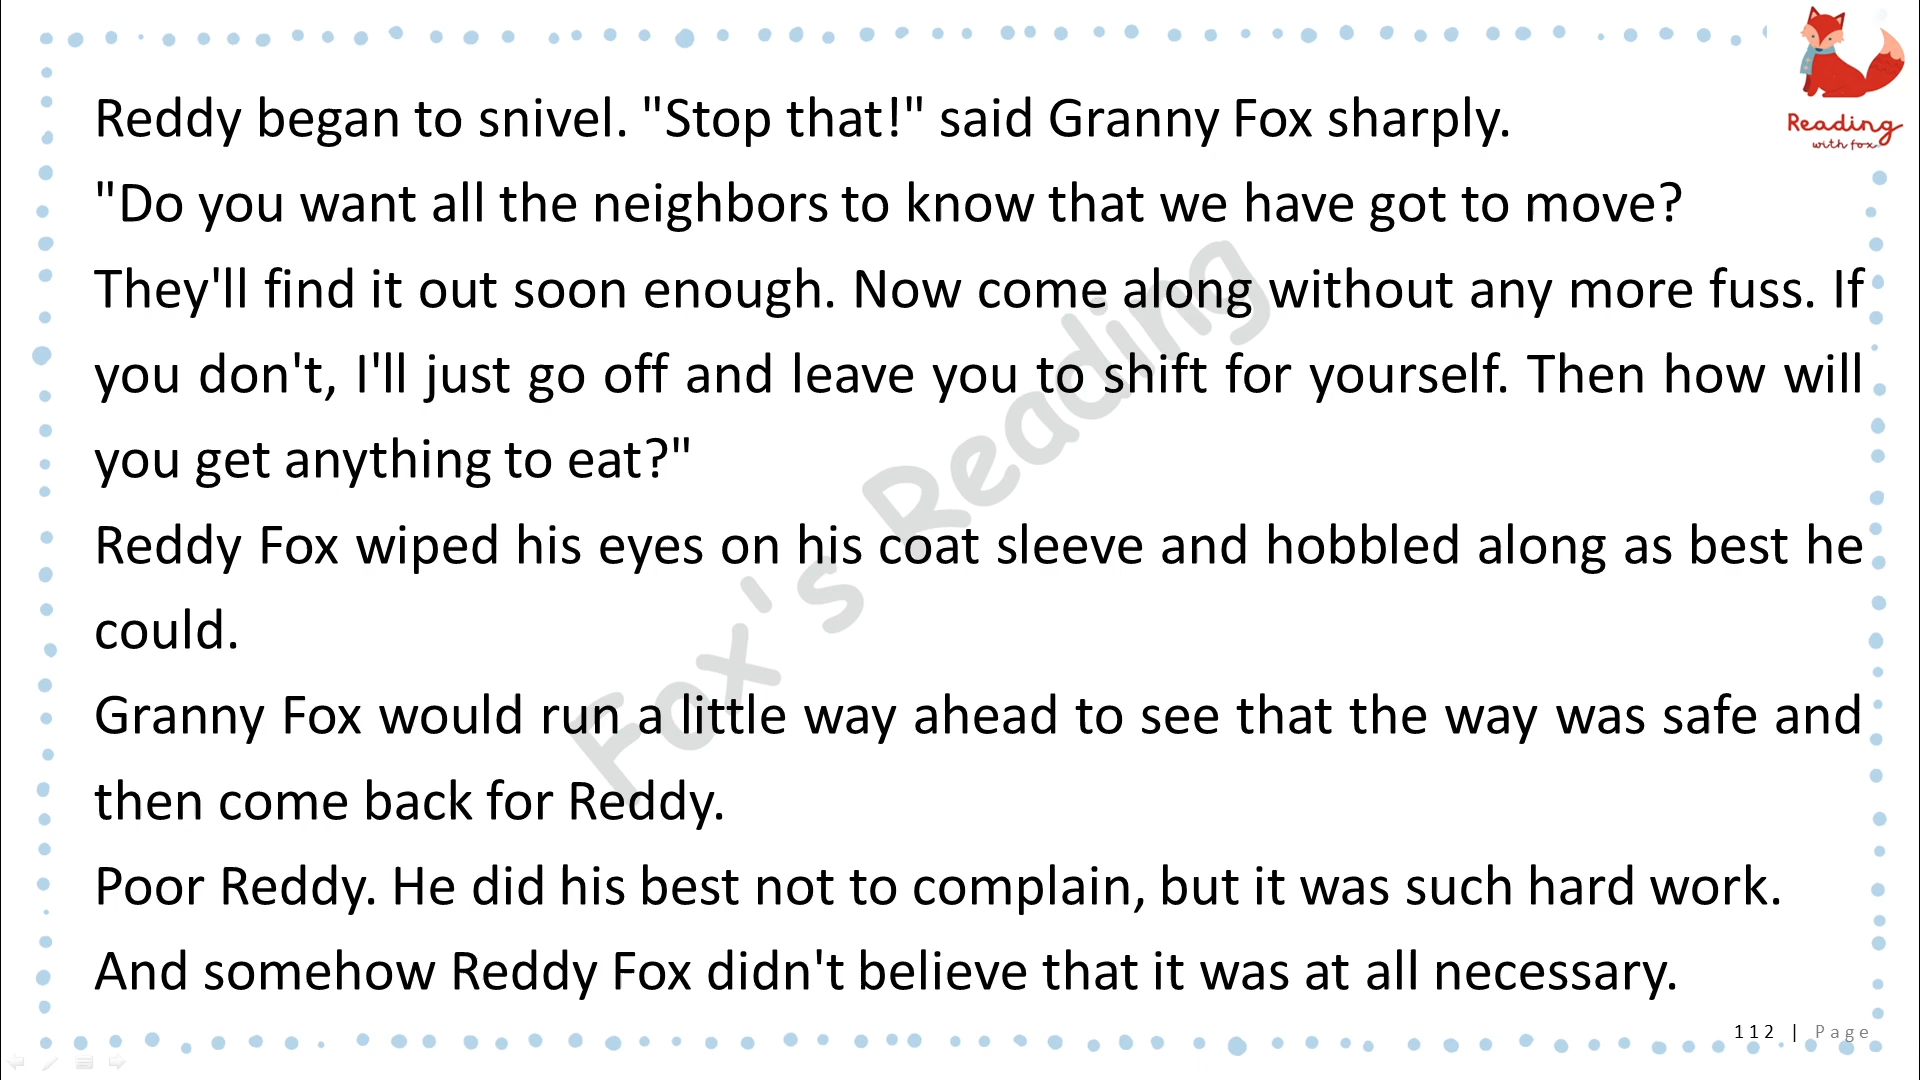 Reddy began to snivel. "Stop that!" said Granny Fox sharply.
"Do you want all the neighbors to know that we have got to move?
They'll find it out soon enough. Now come along without any more fuss. If
you don't, I'll just go off and leave you to shift for yourself. Then how will
you get anything to eat?"
Reddy Fox wiped his eyes on his coat sleeve and hobbled along as best he
could.
Granny Fox would run a little way ahead to see that the way was safe and
then come back for Reddy.
Poor Reddy. He did his best not to complain, but it was such hard work.
And somehow Reddy Fox didn't believe that it was at all necessary.
Reading
with fox
Fox's Reading
112 | Page